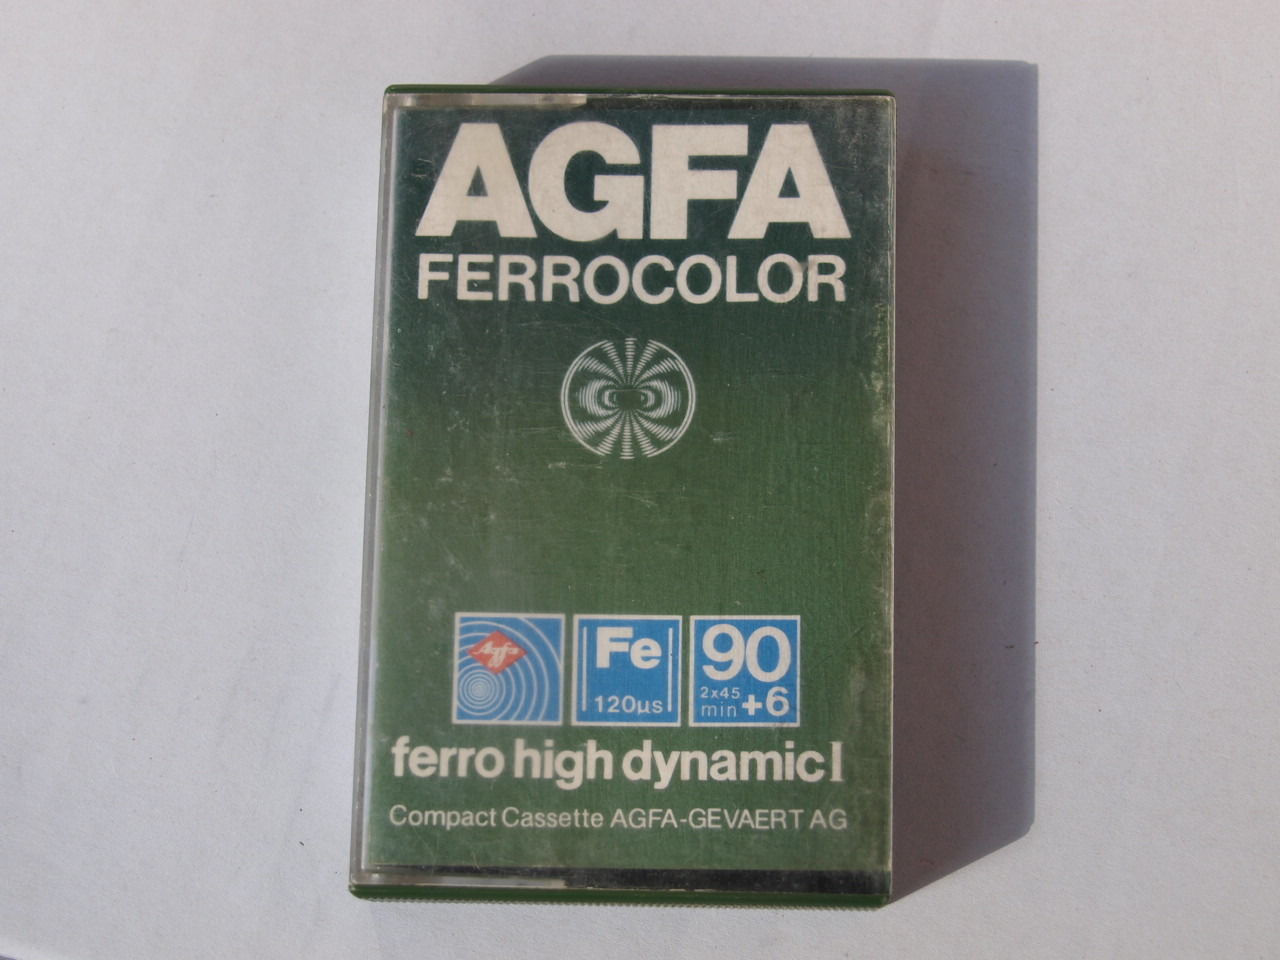 AGFA
FERROCOLOR
Agfa
Fe
120µs
90
2x45
min +6
ferro high dynamic I
Compact Cassette AGFA-GEVAERT AG